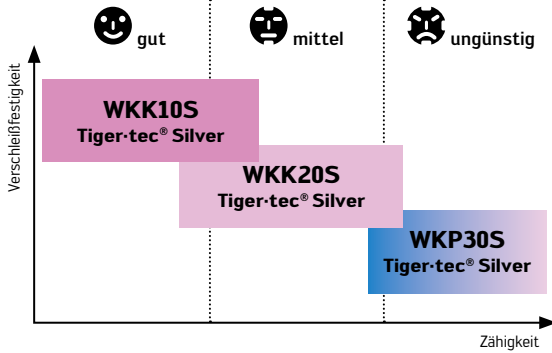 gut
mittel
ungünstig
Verschleißfestigkeit
WKK10S
Tiger·tec® Silver
WKK20S
Tiger·tec® Silver
WKP30S
Tiger·tec® Silver
Zähigkeit